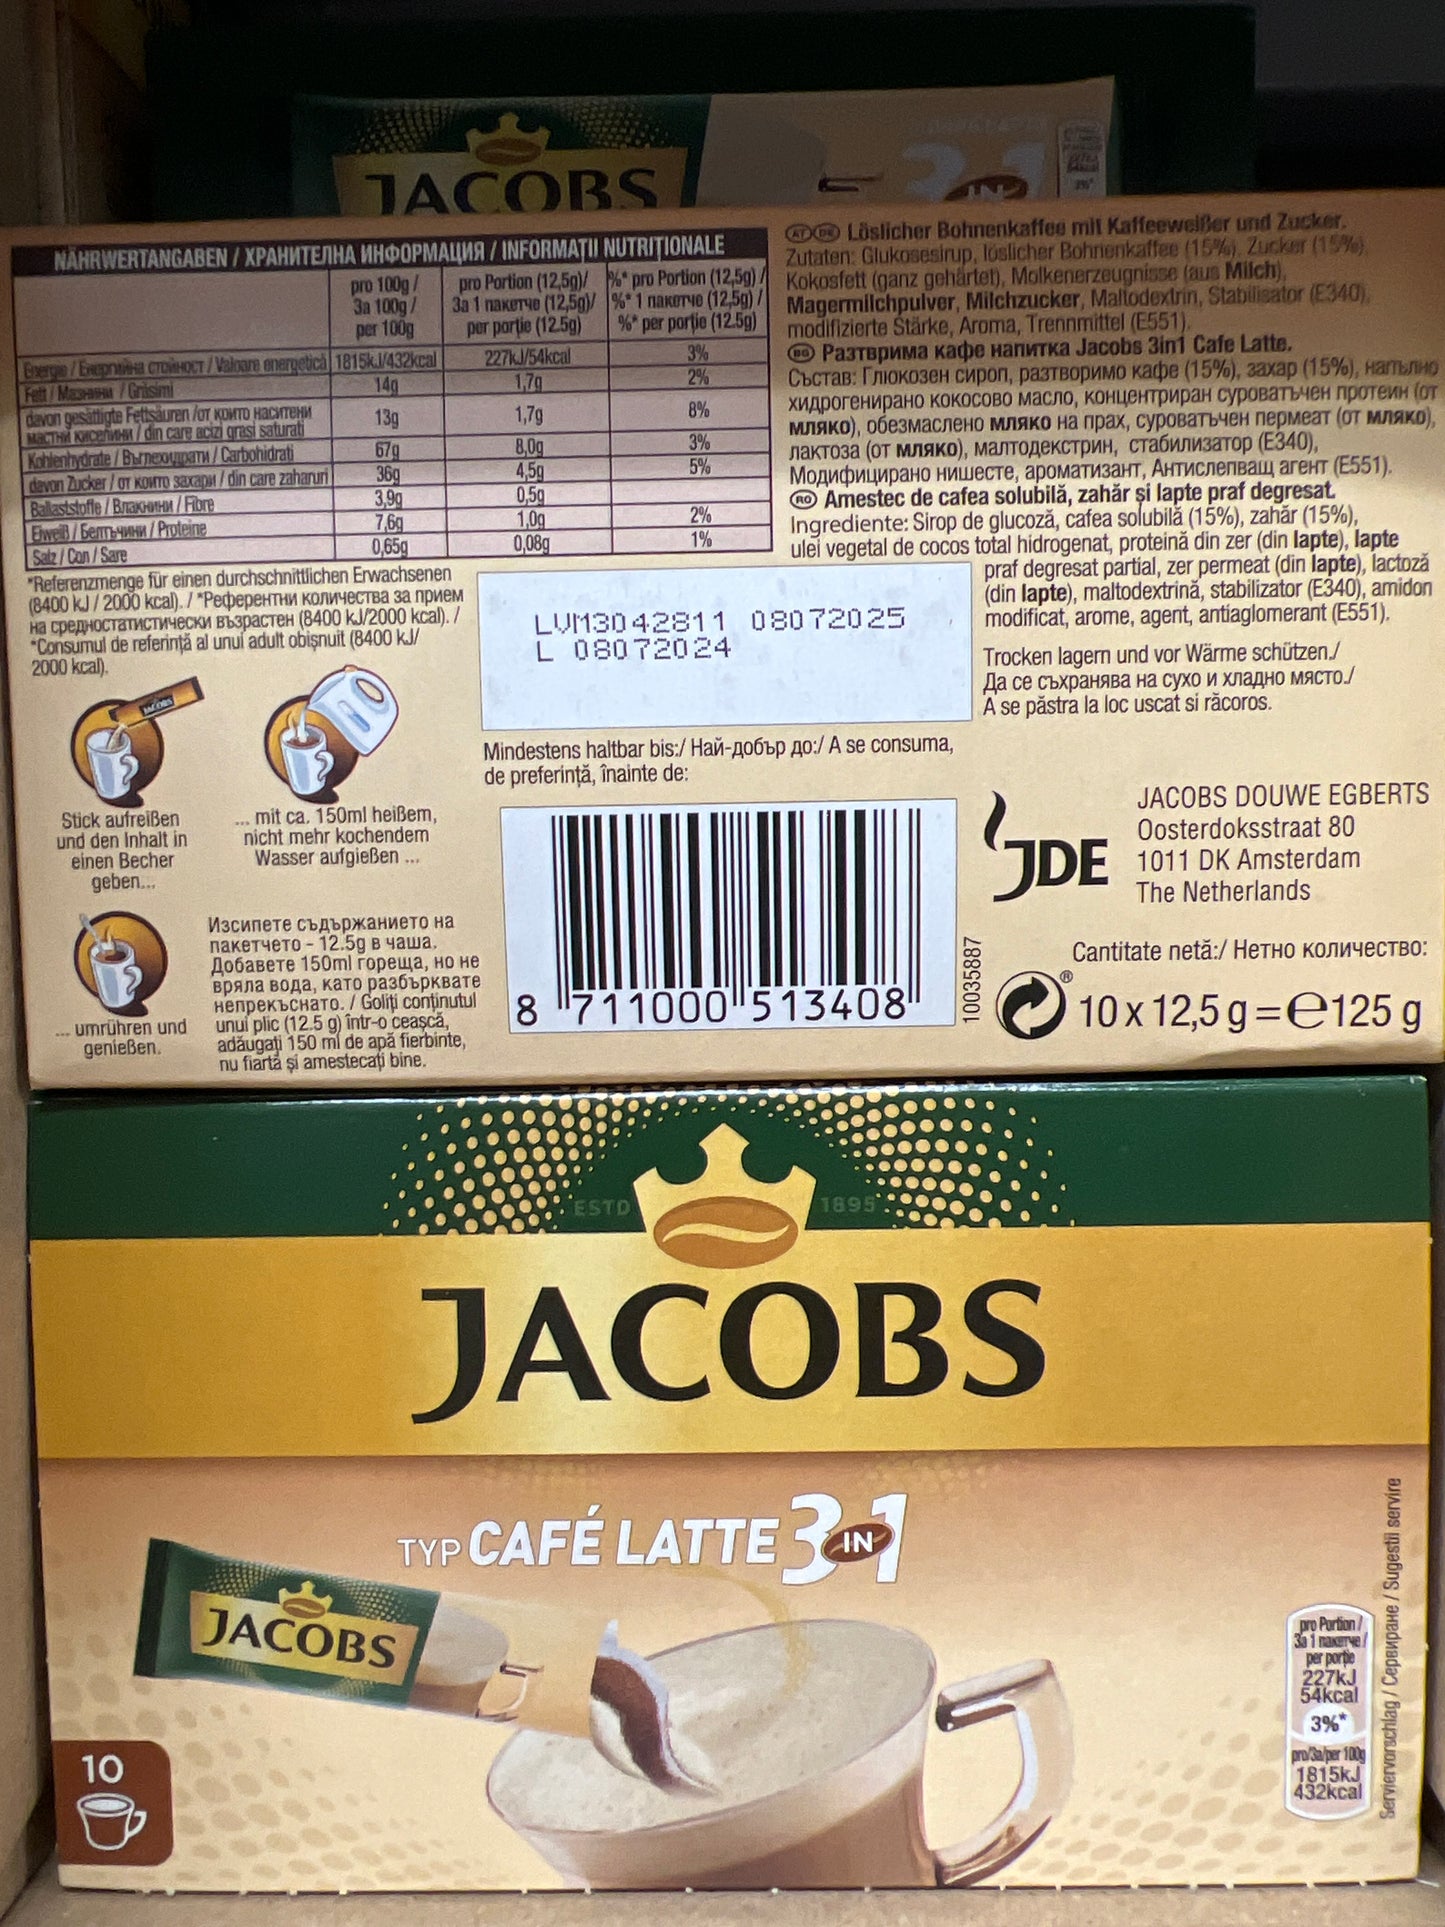 JACOBS
3 IN 1
NÄHRWERTANGABEN / ХРАНИТЕЛНА ИНФОРМАЦИЯ / INFORMAȚII NUTRIȚIONALE
pro 100g / За 100g / per 100g
pro Portion (12,5g)/ За 1 пакетче (12,5g)/ per porție (12.5g)
%* pro Portion (12,5g) / %* 1 пакетче (12,5g) / %* per porție (12.5g)
Energie / Енергийна стойност / Valoare energetică 1815kJ/432kcal 227kJ/54kcal 3%
Fett / Мазнини / Grăsimi 14g 1,7g 2%
davon gesättigte Fettsäuren /от които наситени
мастни киселини / din care acizi grasi saturati 13g 1,7g 8%
Kohlenhydrate / Въглехидрати / Carbohidrati 67g 8,0g 3%
davon Zucker / от които захари / din care zaharuri 36g 4,5g 5%
Ballaststoffe / Влакнини / Fibre 3,9g 0,5g
Eiweiß / Белтъчини / Proteine 7,6g 1,0g 2%
Salz / Сол / Sare 0,65g 0,08g 1%
*Referenzmenge für einen durchschnittlichen Erwachsenen
(8400 kJ / 2000 kcal). / *Референтни количества за прием
на средностатистически възрастен (8400 kJ/2000 kcal). /
*Consumul de referință al unui adult obișnuit (8400 kJ/
2000 kcal).
AT DE Löslicher Bohnenkaffee mit Kaffeeweißer und Zucker.
Zutaten: Glukosesirup, löslicher Bohnenkaffee (15%), Zucker (15%),
Kokosfett (ganz gehärtet), Molkenerzeugnisse (aus Milch),
Magermilchpulver, Milchzucker, Maltodextrin, Stabilisator (E340),
modifizierte Stärke, Aroma, Trennmittel (E551).
BG Разтврима кафе напитка Jacobs 3in1 Cafe Latte.
Състав: Глюкозен сироп, разтворимо кафе (15%), захар (15%), напълно
хидрогенирано кокосово масло, концентриран суроватъчен протеин (от
мляко), обезмаслено мляко на прах, суроватъчен пермеат (от мляко),
лактоза (от мляко), малтодекстрин, стабилизатор (E340),
Модифицирано нишесте, ароматизант, Антислепващ агент (E551).
RO Amestec de cafea solubilă, zahăr și lapte praf degresat.
Ingrediente: Sirop de glucoză, cafea solubilă (15%), zahăr (15%),
ulei vegetal de cocos total hidrogenat, proteină din zer (din lapte), lapte
praf degresat partial, zer permeat (din lapte), lactoză
(din lapte), maltodextrină, stabilizator (E340), amidon
modificat, arome, agent, antiaglomerant (E551).
LVM3042811 08072025
L 08072024
Trocken lagern und vor Wärme schützen./
Да се съхранява на сухо и хладно място./
A se păstra la loc uscat si răcoros.
Mindestens haltbar bis:/ Най-добър до:/ A se consuma,
de preferință, înainte de:
JACOBS
Stick aufreißen
und den Inhalt in
einen Becher
geben...
... mit ca. 150ml heißem,
nicht mehr kochendem
Wasser aufgießen ...
... umrühren und
genießen.
Изсипете съдържанието на
пакетчето - 12.5g в чаша.
Добавете 150ml гореща, но не
вряла вода, като разбърквате
непрекъснато. / Goliți conținutul
unui plic (12.5 g) într-o ceașcă,
adăugați 150 ml de apă fierbinte,
nu fiartă și amestecați bine.
8 711000 513408
10035887
JDE
JACOBS DOUWE EGBERTS
Oosterdoksstraat 80
1011 DK Amsterdam
The Netherlands
Cantitate netă:/ Нетно количество:
® 10 x 12,5 g = e 125 g
ESTD 1895
JACOBS
TYP CAFÉ LATTE 3 IN 1
JACOBS
10
pro Portion /
За 1 пакетче /
per porție
227kJ
54kcal
3%*
pro/За/per 100g
1815kJ
432kcal
Serviervorschlag / Сервиране / Sugestii servire